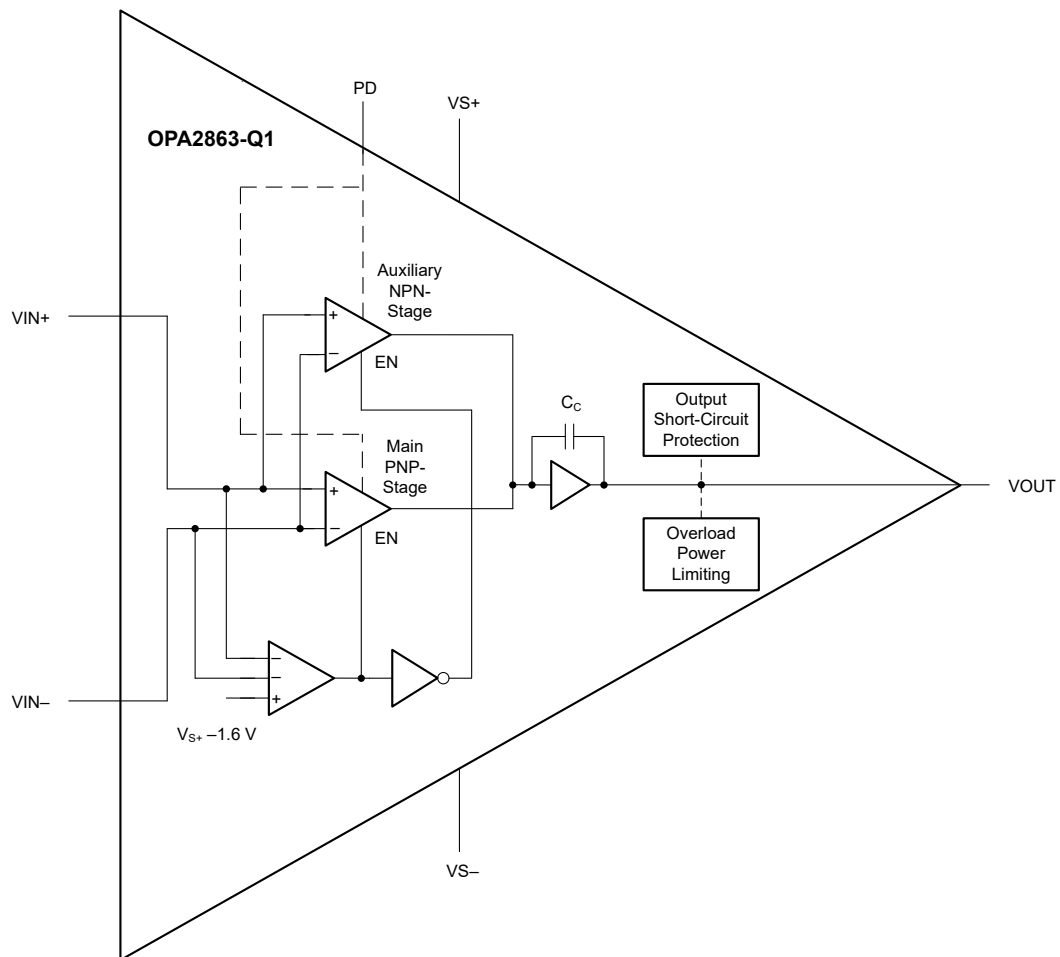 PD
VS+
OPA2863-Q1
Auxiliary
NPN-
Stage
VIN+
+
−
EN
Output
Short-Circuit
Protection
CC
Main
PNP-
Stage
+
−
EN
VOUT
Overload
Power
Limiting
−
−
+
VIN–
VS+ –1.6 V
VS–